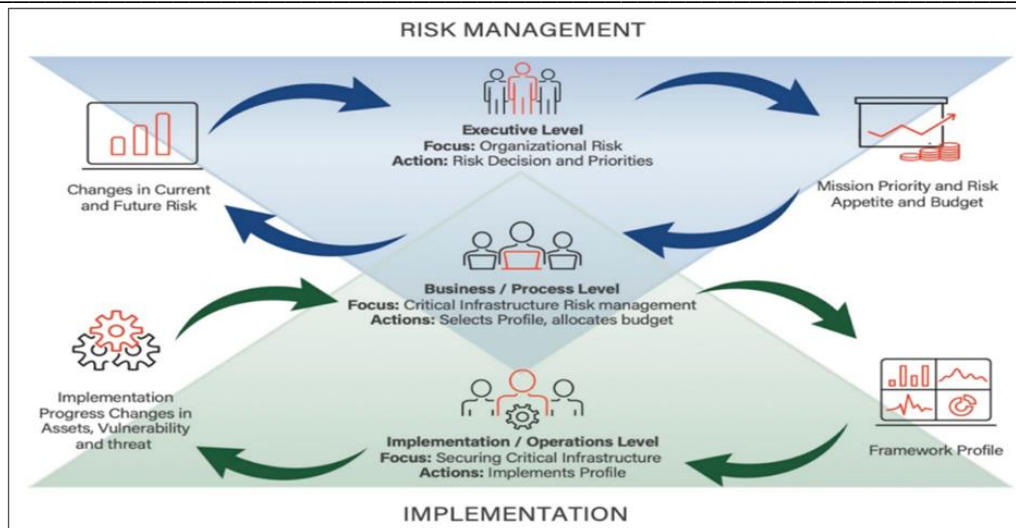 RISK MANAGEMENT
Executive Level
Focus: Organizational Risk
Action: Risk Decision and Priorities
Changes in Current
and Future Risk
Mission Priority and Risk
Appetite and Budget
Business / Process Level
Focus: Critical Infrastructure Risk management
Actions: Selects Profile, allocates budget
Implementation
Progress Changes in
Assets, Vulnerability
and threat
Framework Profile
Implementation / Operations Level
Focus: Securing Critical Infrastructure
Actions: Implements Profile
IMPLEMENTATION